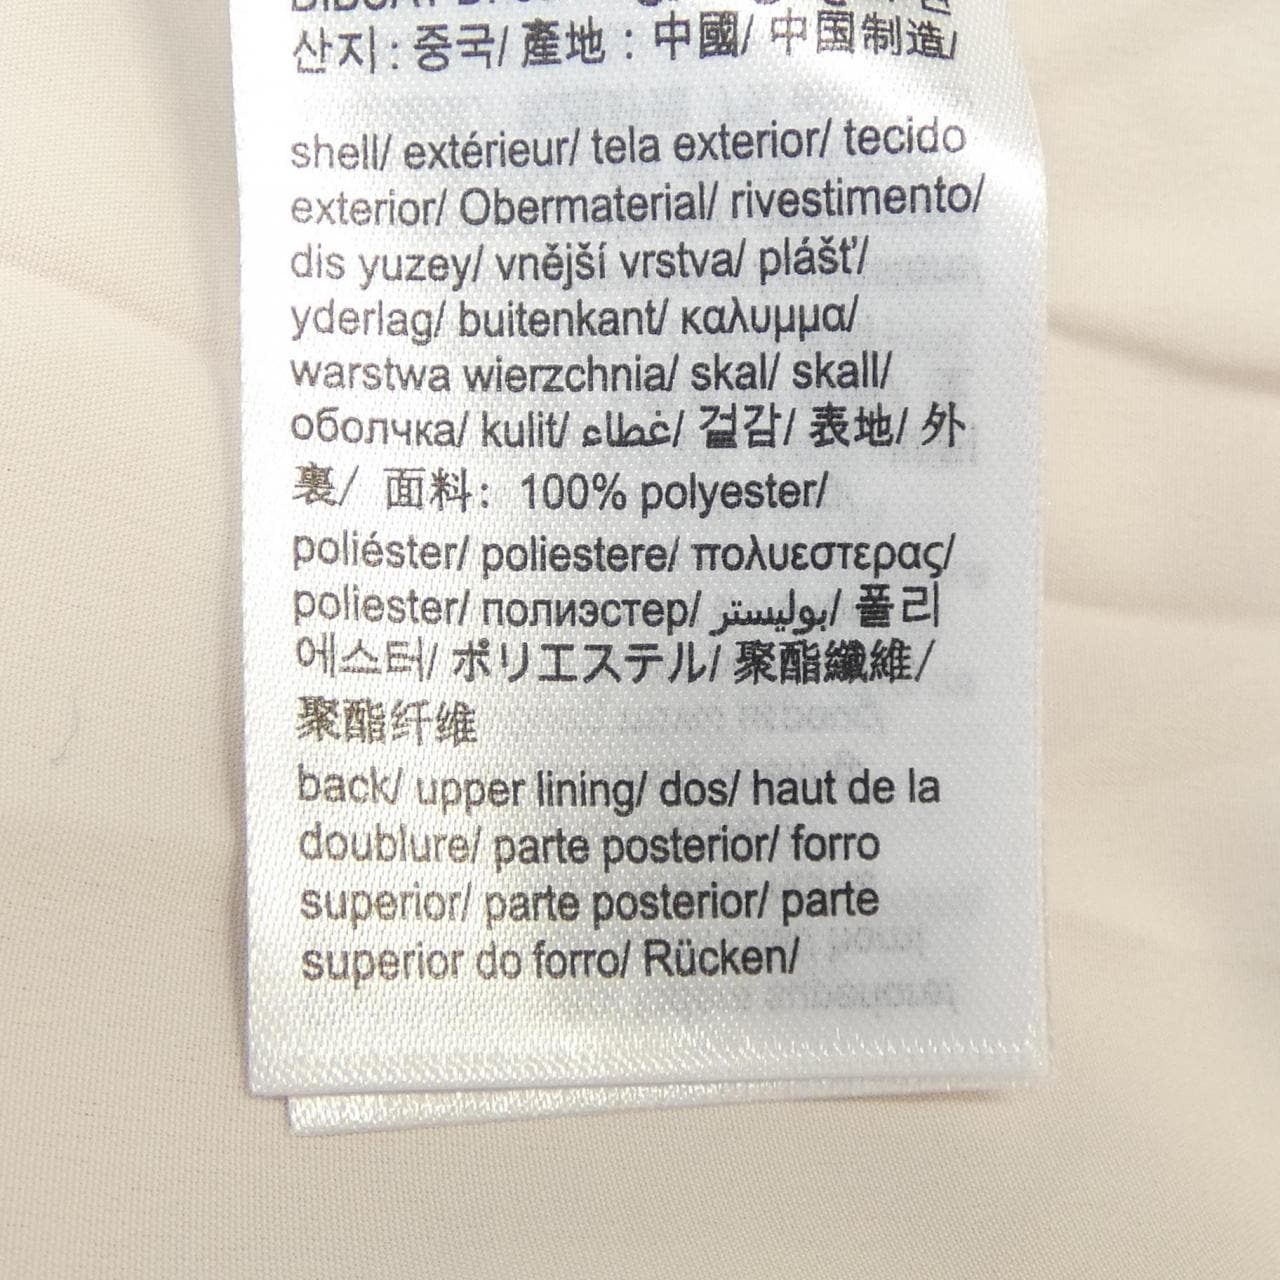 산지 : 중국/ 產地 : 中國/ 中国制造/
shell/ extérieur/ tela exterior/ tecido
exterior/ Obermaterial/ rivestimento/
dis yuzey/ vnější vrstva/ plášť/
yderlag/ buitenkant/ καλυμμα/
warstwa wierzchnia/ skal/ skall/
оболчка/ kulit/ غطاء/ 겉감/ 表地/ 外
裏/ 面料： 100% polyester/
poliéster/ poliestere/ πολυεστερας/
poliester/ полиэстер/ بوليستر/ 폴리
에스터/ ポリエステル/ 聚酯纖維/
聚酯纤维
back/ upper lining/ dos/ haut de la
doublure/ parte posterior/ forro
superior/ parte posterior/ parte
superior do forro/ Rücken/